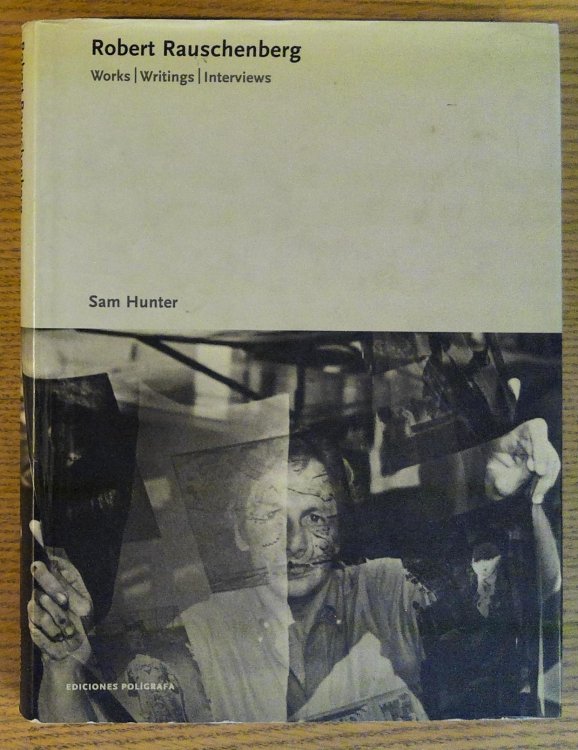 Robert Rauschenberg
Works|Writings|Interviews
Sam Hunter
EDICIONES POLÍGRAFA